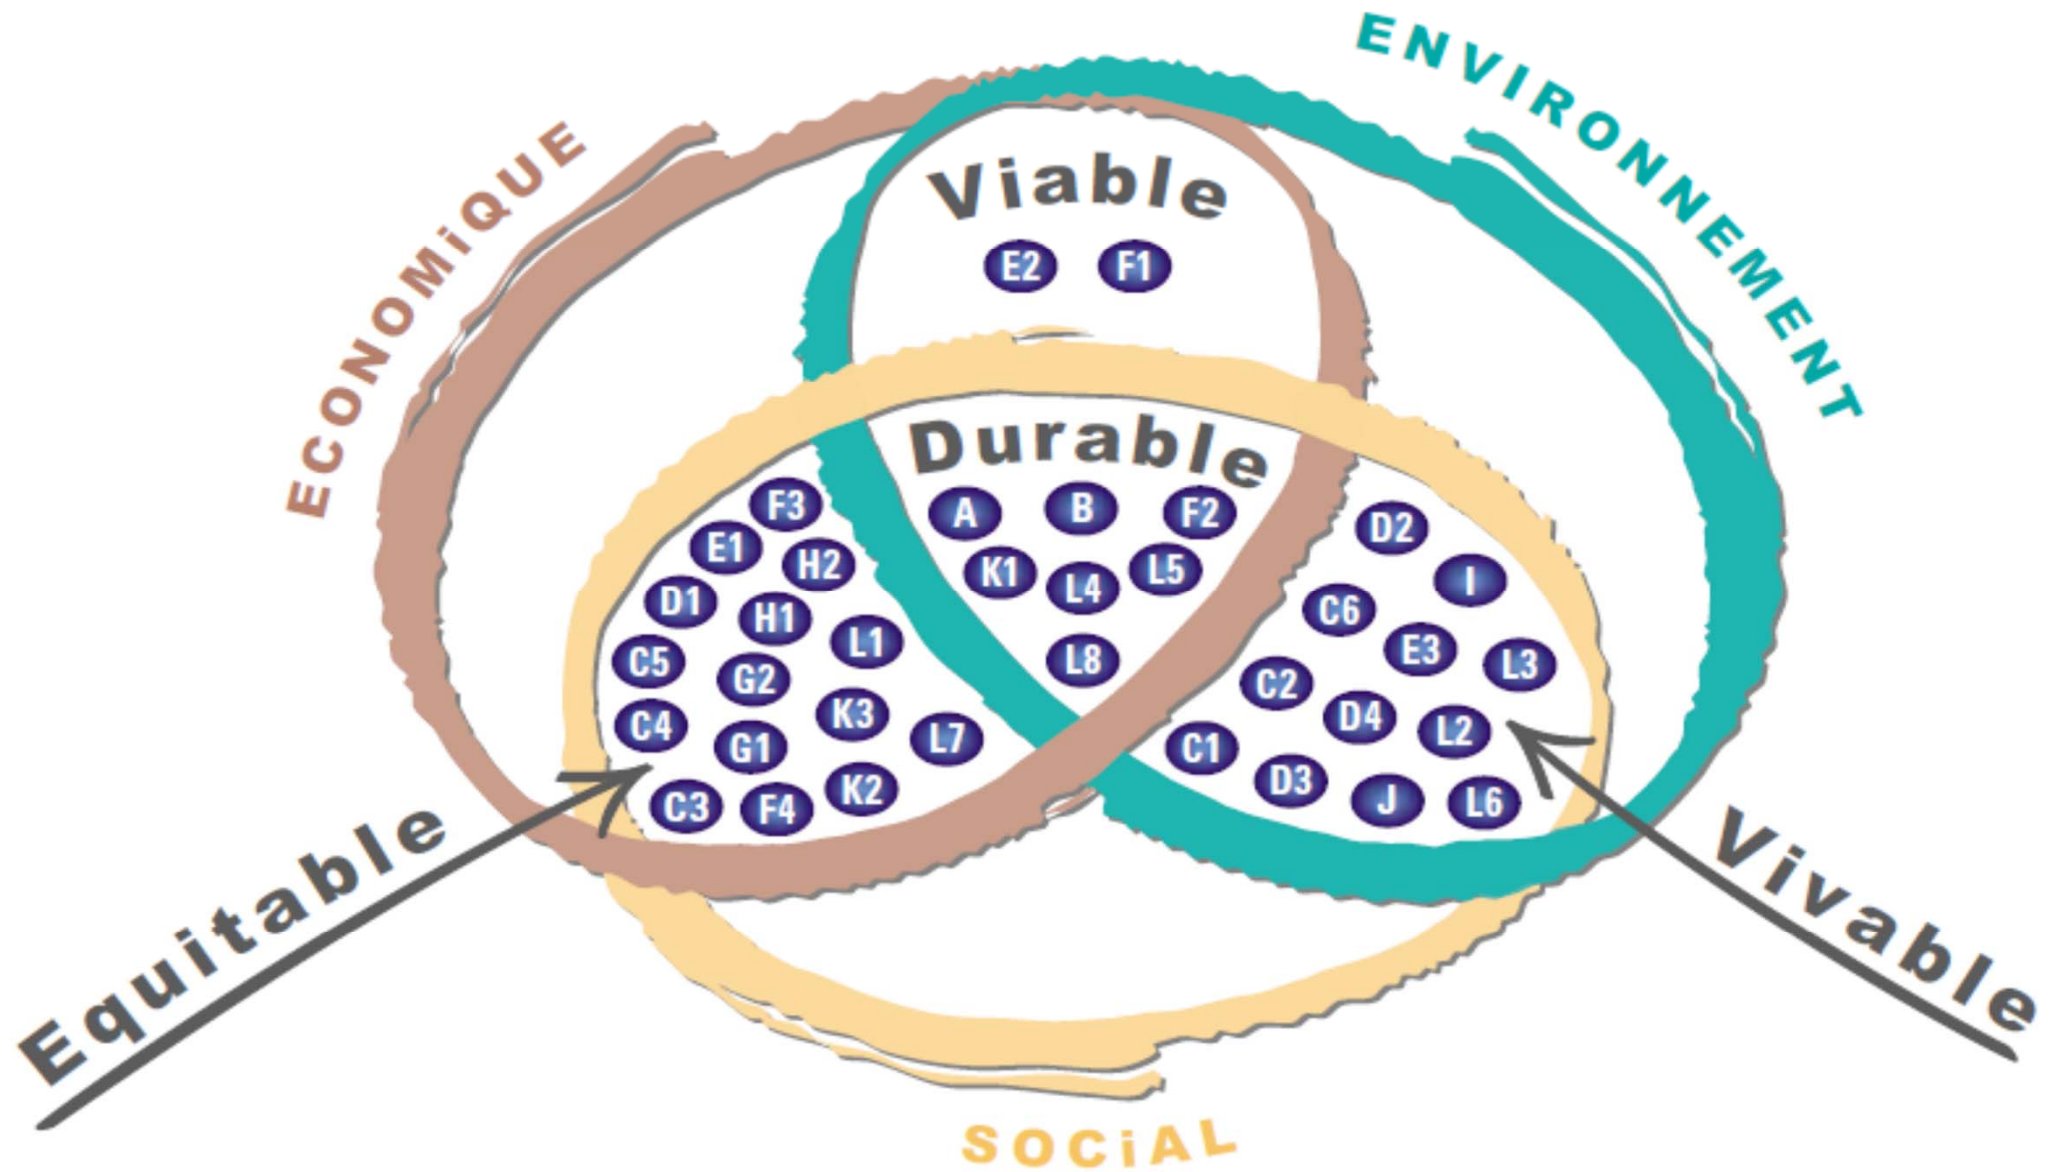 ENVIRONNEMENT
ECONOMiQUE
Viable
E2 F1
Durable
A B F2
K1 L4 L5
L8
F3
E1 H2
D1 H1 L1
C5 G2
C4 G1 K3 L7
C3 F4 K2
D2
I
C6 E3 L3
C2 D4 L2
C1 D3 J L6
Equitable
Vivable
SOCiAL